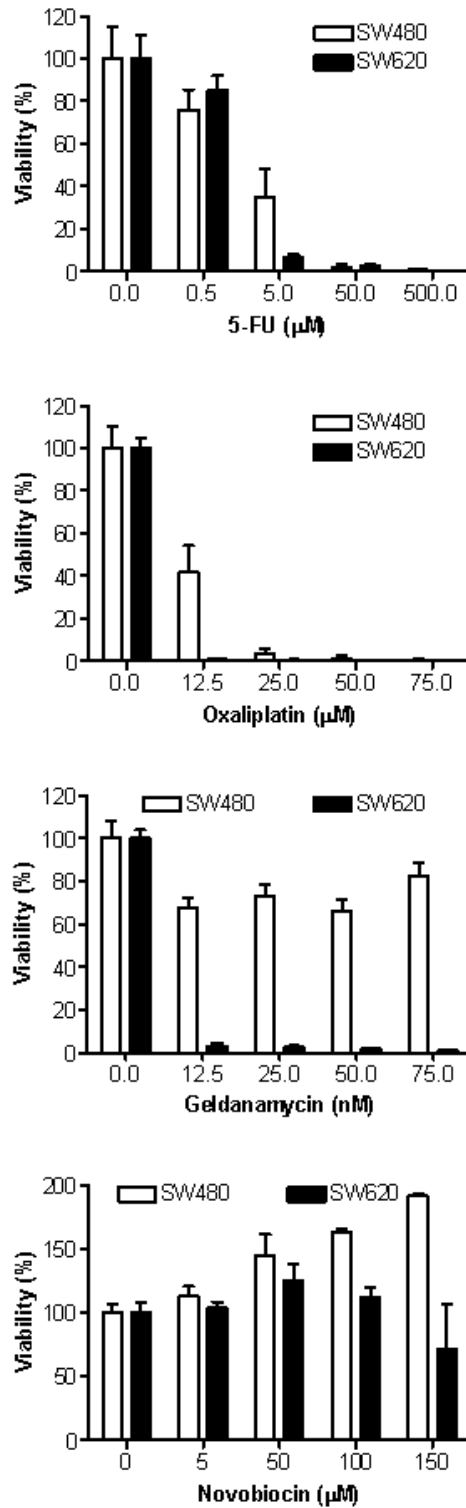 120
100
80
60
40
20
0
Viability (%)
SW480
SW620
0.0 0.5 5.0 50.0 500.0
5-FU (µM)
120
100
80
60
40
20
0
Viability (%)
SW480
SW620
0.0 12.5 25.0 50.0 75.0
Oxaliplatin (µM)
120
100
80
60
40
20
0
Viability (%)
SW480 SW620
0.0 12.5 25.0 50.0 75.0
Geldanamycin (nM)
200
150
100
50
0
Viability (%)
SW480 SW620
0 5 50 100 150
Novobiocin (µM)